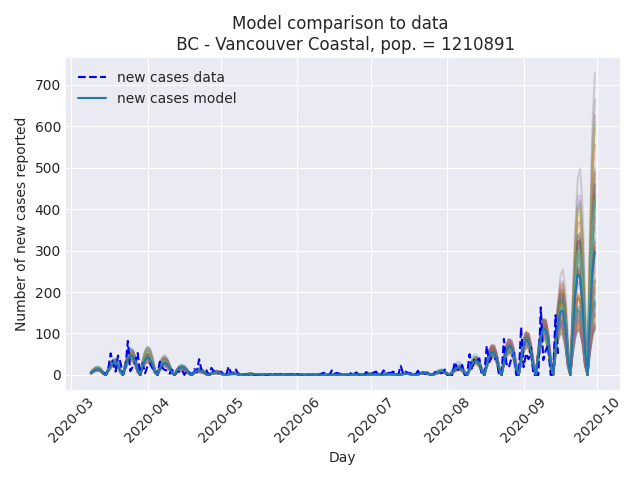 Model comparison to data
BC - Vancouver Coastal, pop. = 1210891
new cases data
new cases model
Number of new cases reported
700
600
500
400
300
200
100
0
2020-03
2020-04
2020-05
2020-06
2020-07
2020-08
2020-09
2020-10
Day